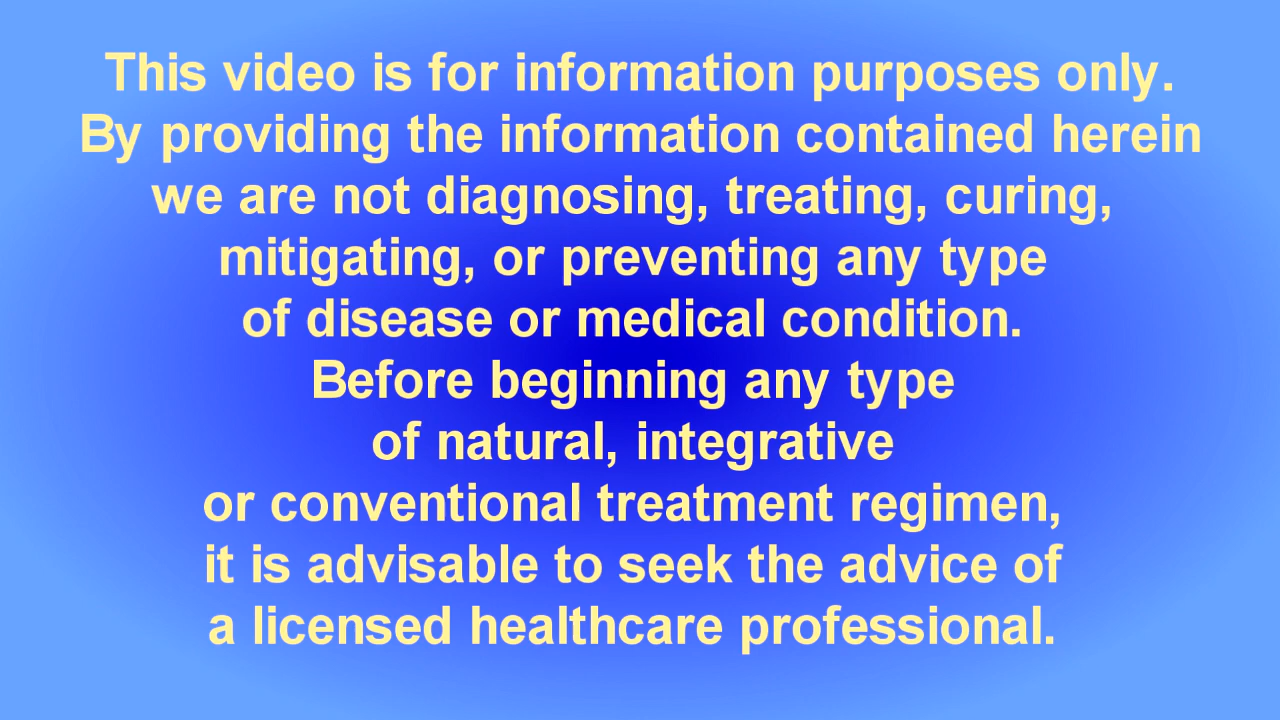 This video is for information purposes only.
By providing the information contained herein
we are not diagnosing, treating, curing,
mitigating, or preventing any type
of disease or medical condition.
Before beginning any type
of natural, integrative
or conventional treatment regimen,
it is advisable to seek the advice of
a licensed healthcare professional.